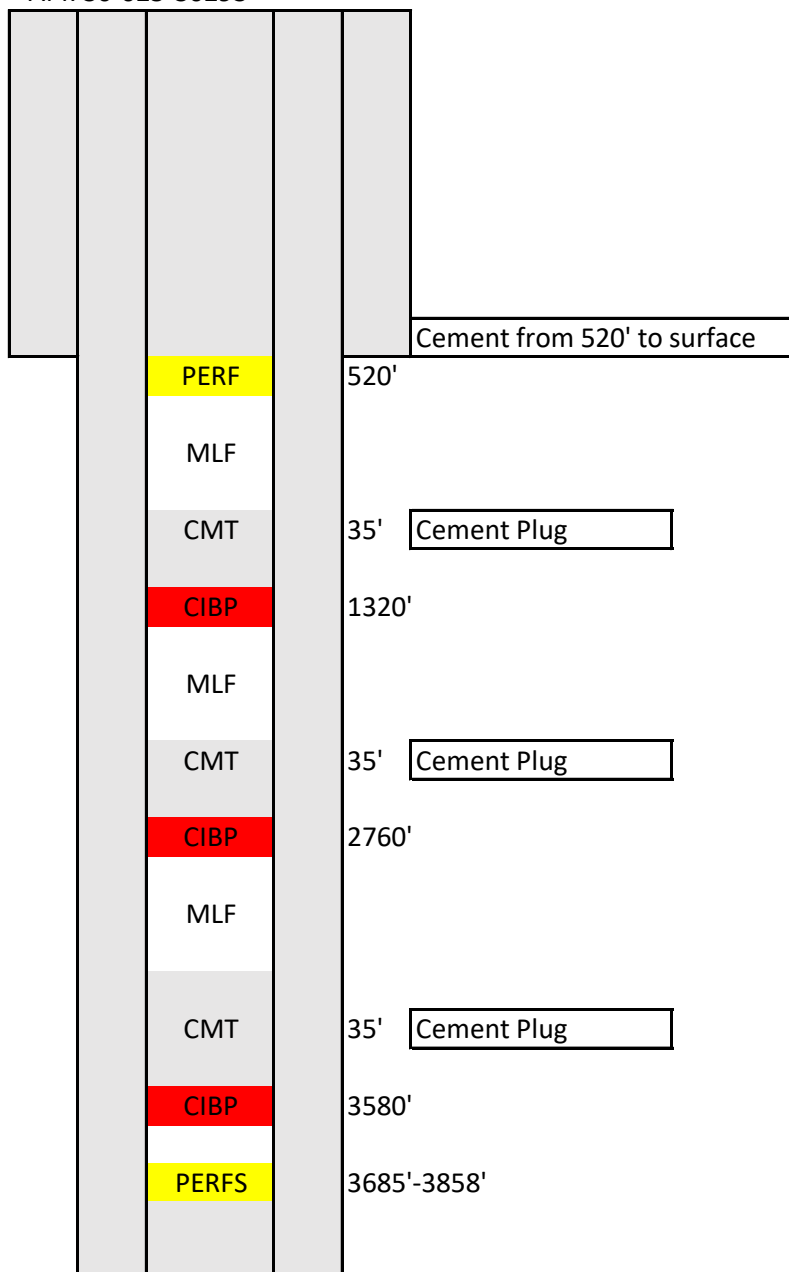 Cement from 520' to surface
PERF 520'
MLF
CMT 35' Cement Plug
CIBP 1320'
MLF
CMT 35' Cement Plug
CIBP 2760'
MLF
CMT 35' Cement Plug
CIBP 3580'
PERFS 3685'-3858'